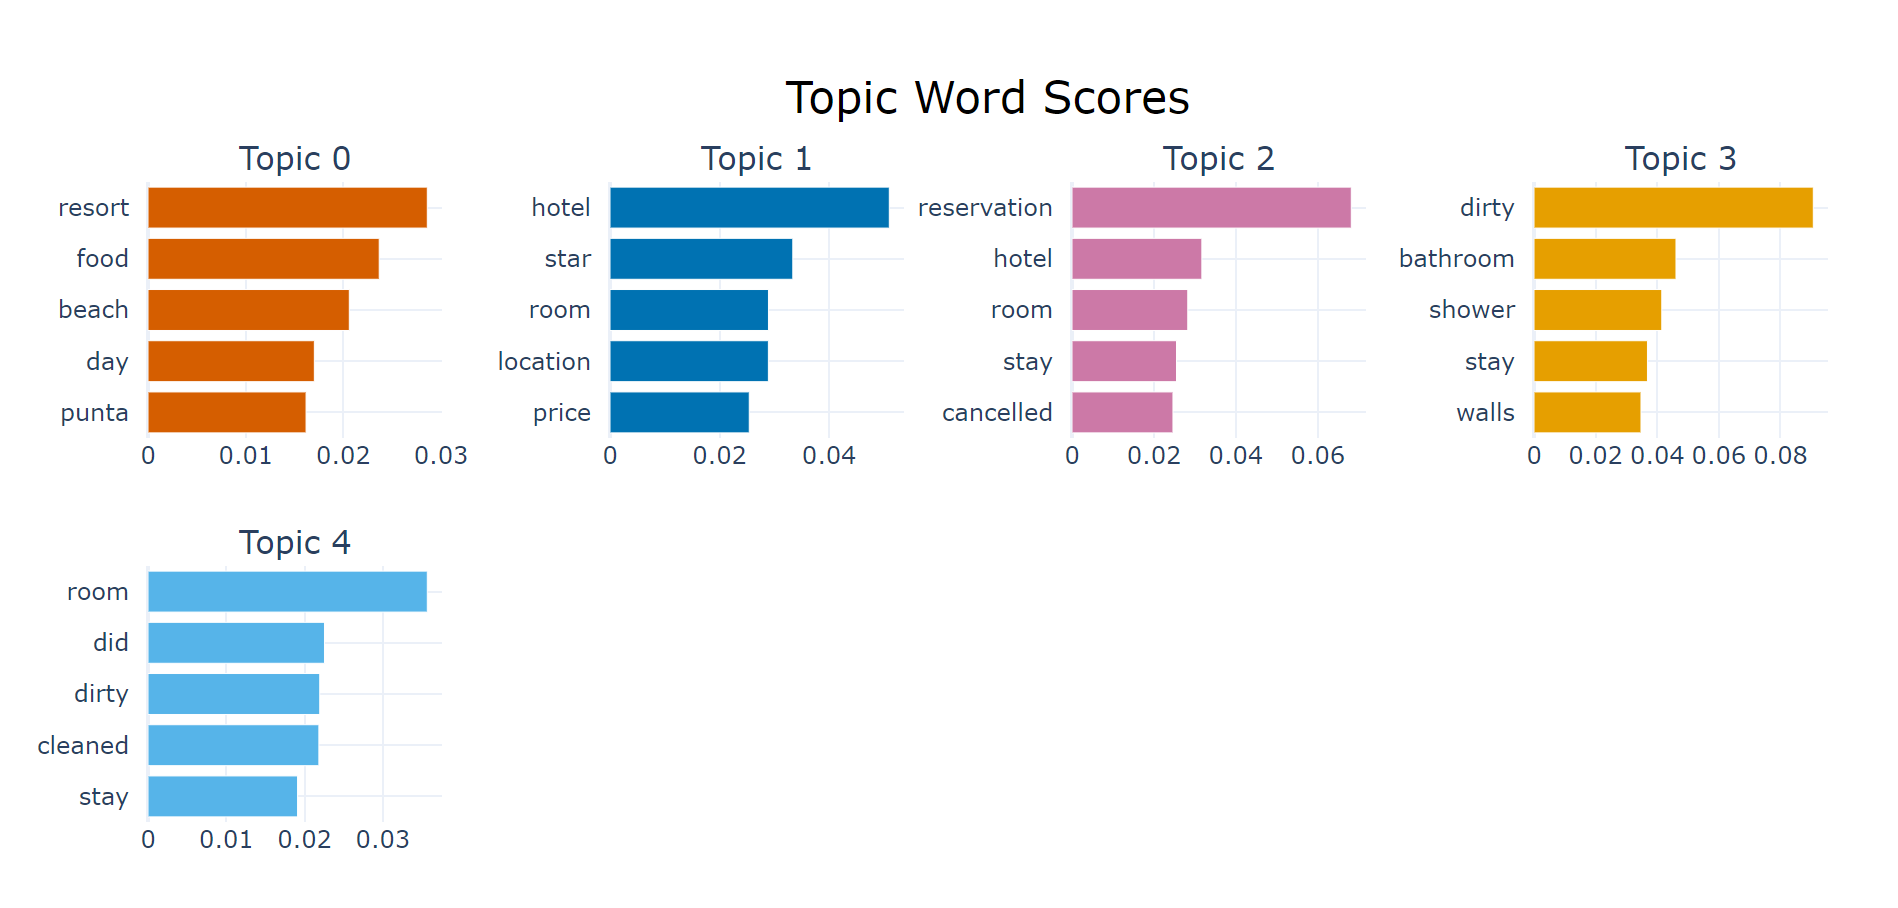 Topic Word Scores
Topic 0
resort
food
beach
day
punta
0 0.01 0.02 0.03
Topic 1
hotel
star
room
location
price
0 0.02 0.04
Topic 2
reservation
hotel
room
stay
cancelled
0 0.02 0.04 0.06
Topic 3
dirty
bathroom
shower
stay
walls
0 0.02 0.04 0.06 0.08
Topic 4
room
did
dirty
cleaned
stay
0 0.01 0.02 0.03